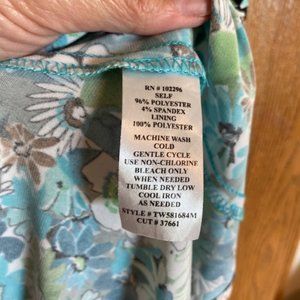 RN # 102296
SELF
96% POLYESTER
4% SPANDEX
LINING
100% POLYESTER
MACHINE WASH
COLD
GENTLE CYCLE
USE NON-CHLORINE
BLEACH ONLY
WHEN NEEDED
TUMBLE DRY LOW
COOL IRON
AS NEEDED
STYLE # TW581684M
CUT # 37661